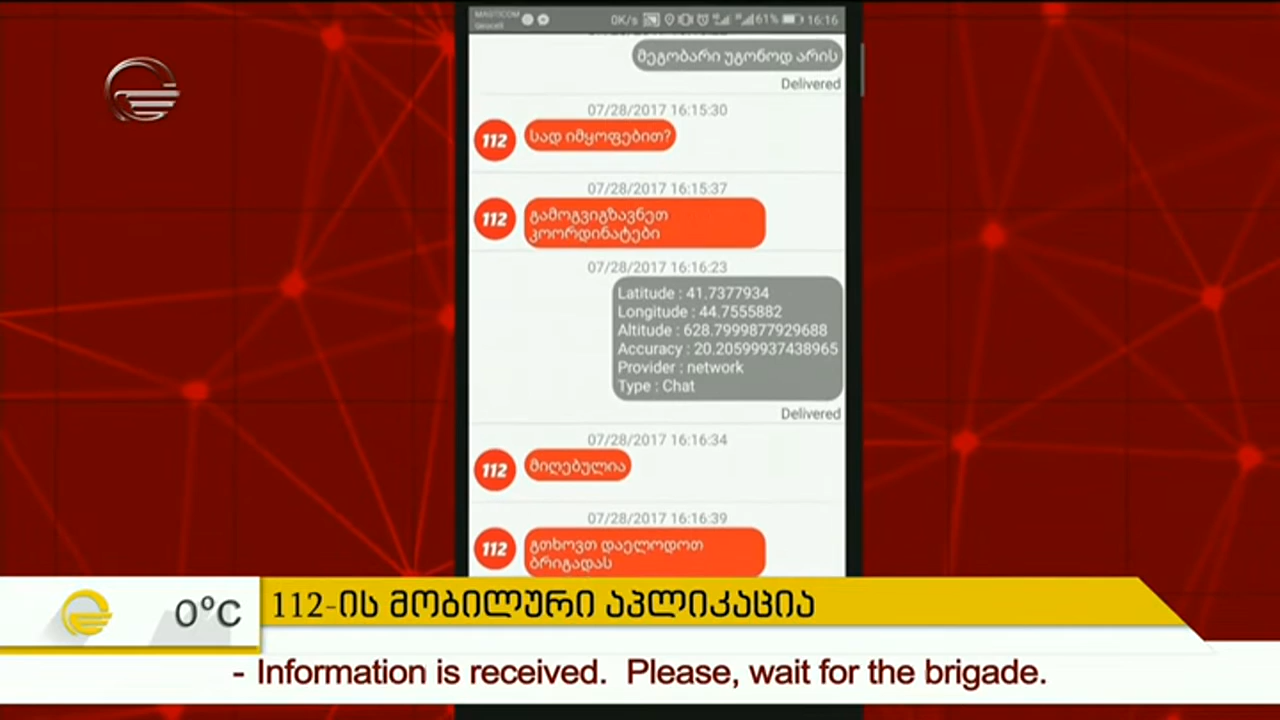 MAGTICOM
Geocell
0K/s
61%
16:16
მეგობარი უგონოდ არის
Delivered
07/28/2017 16:15:30
112
სად იმყოფებით?
07/28/2017 16:15:37
112
გამოგვიგზავნეთ
კოორდინატები
07/28/2017 16:16:23
Latitude : 41.7377934
Longitude : 44.7555882
Altitude : 628.7999877929688
Accuracy : 20.20599937438965
Provider : network
Type : Chat
Delivered
07/28/2017 16:16:34
112
მიღებულია
07/28/2017 16:16:39
112
გთხოვთ დაელოდოთ
ბრიგადას
0°C
112-ის მობილური აპლიკაცია
- Information is received. Please, wait for the brigade.